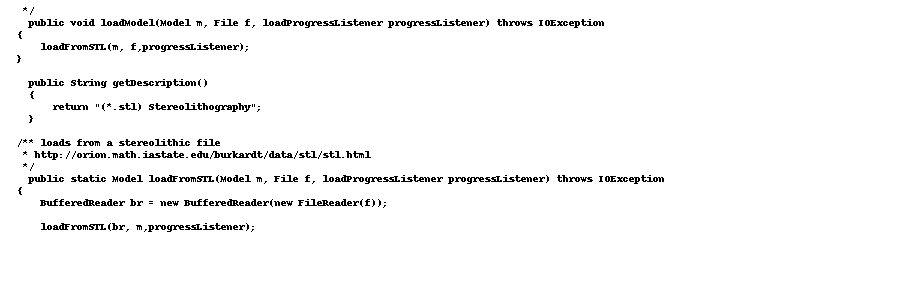 */
public void loadModel(Model m, File f, loadProgressListener progressListener) throws IOException
{
loadFromSTL(m, f,progressListener);
}
public String getDescription()
{
return "(*.stl) Stereolithography";
}
/** loads from a stereolithic file
* http://orion.math.iastate.edu/burkardt/data/stl/stl.html
*/
public static Model loadFromSTL(Model m, File f, loadProgressListener progressListener) throws IOException
{
BufferedReader br = new BufferedReader(new FileReader(f));
loadFromSTL(br, m,progressListener);